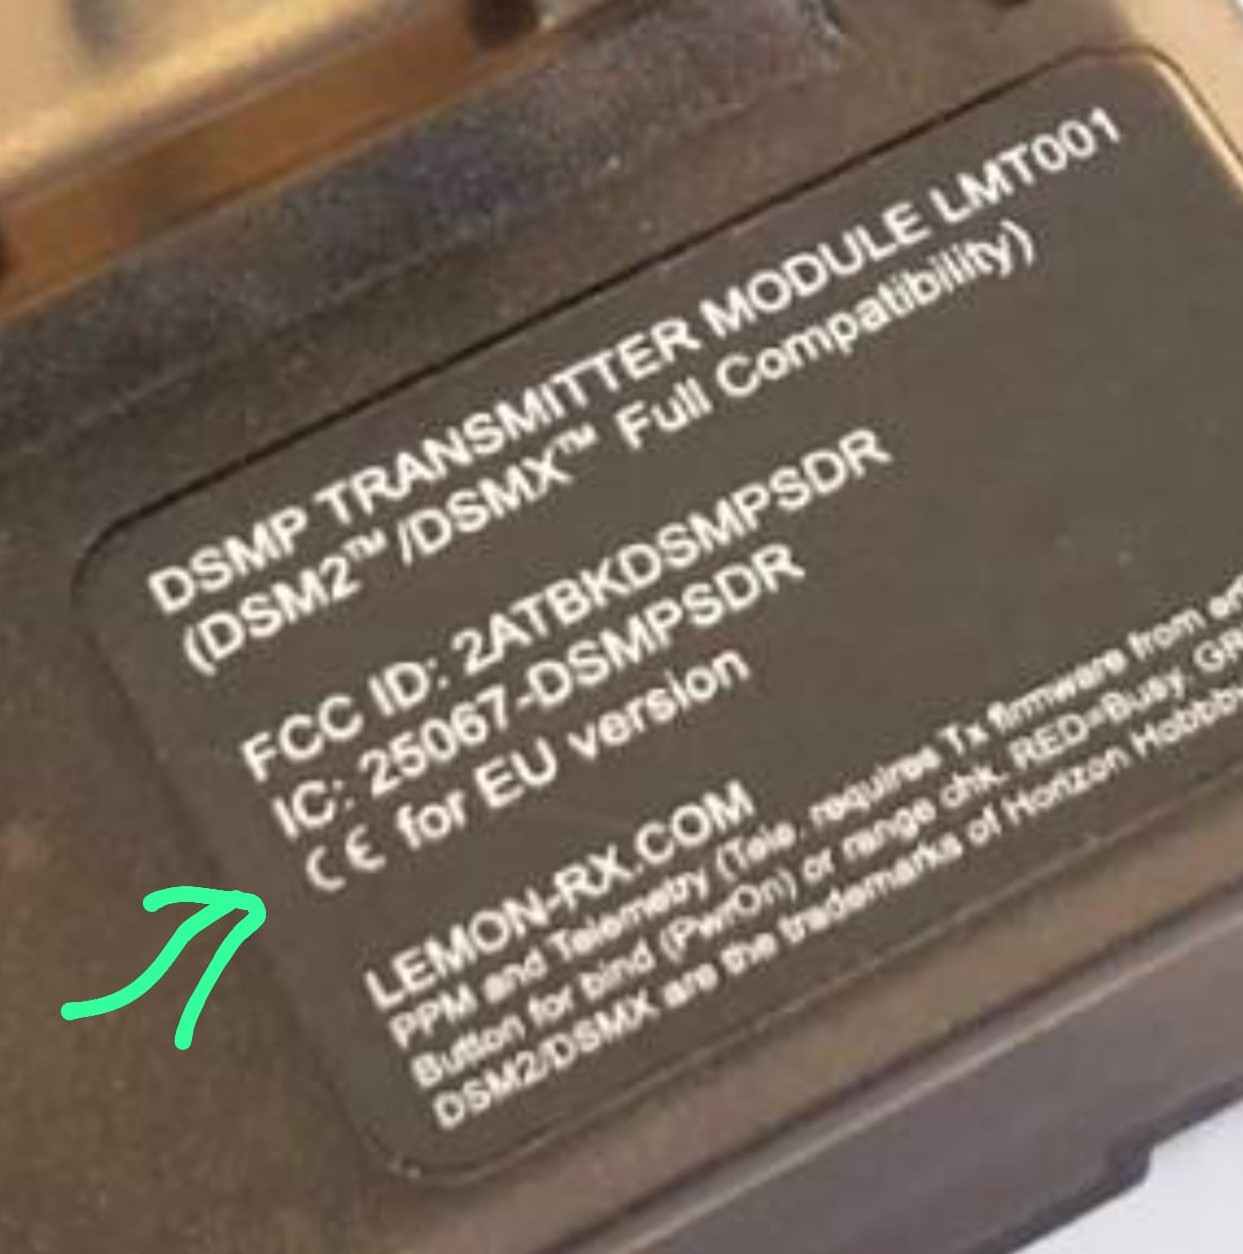 DSMP TRANSMITTER MODULE LMT001
(DSM2™/DSMX™ Full Compatibility)
FCC ID: 2ATBKDSMPSDR
IC: 25067-DSMPSDR
CE for EU version
LEMON-RX.COM
PPM and Telemetry (Tele. requires Tx firmware from
Button for bind (PwrOn) or range chk. RED=Busy.
DSM2/DSMX are the trademarks of Horizon